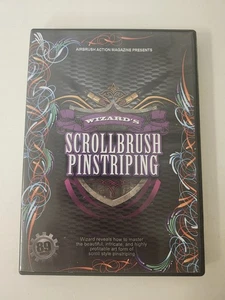 AIRBRUSH ACTION MAGAZINE PRESENTS
WIZARD'S
SCROLLBRUSH
PINSTRIPING
Wizard reveals how to master
the beautiful, intricate, and highly
profitable art form of
scroll style pinstriping
89